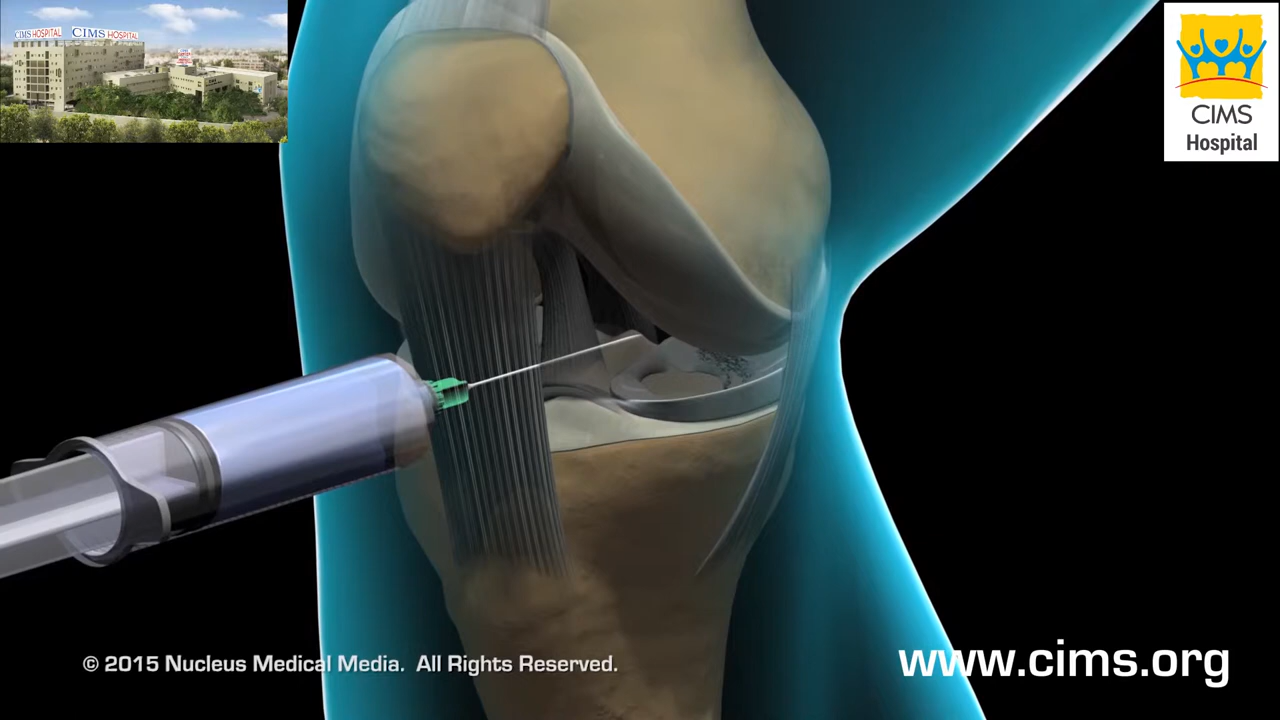 CIMS HOSPITAL CIMS HOSPITAL
CIMS
Hospital
© 2015 Nucleus Medical Media. All Rights Reserved.
www.cims.org